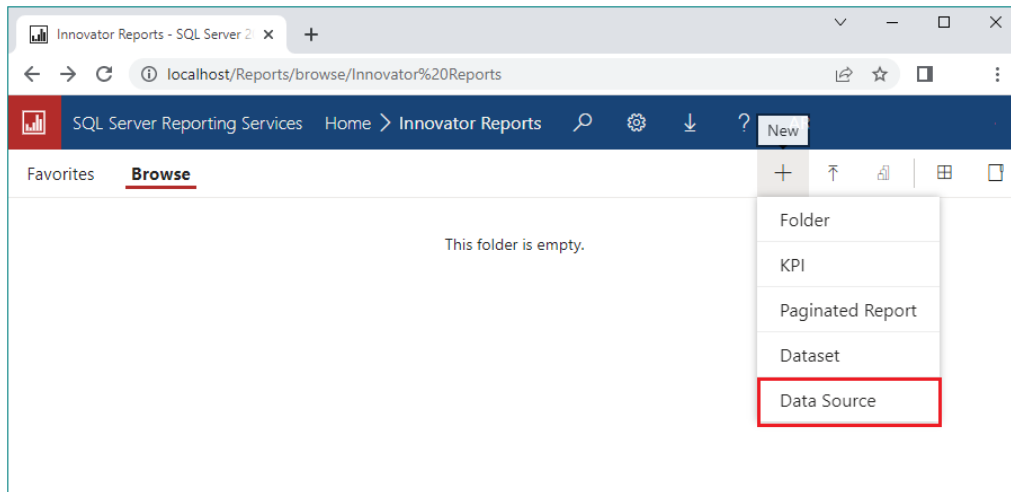 Innovator Reports - SQL Server 2
localhost/Reports/browse/Innovator%20Reports
SQL Server Reporting Services Home > Innovator Reports ?
New
Favorites Browse
This folder is empty.
Folder
KPI
Paginated Report
Dataset
Data Source